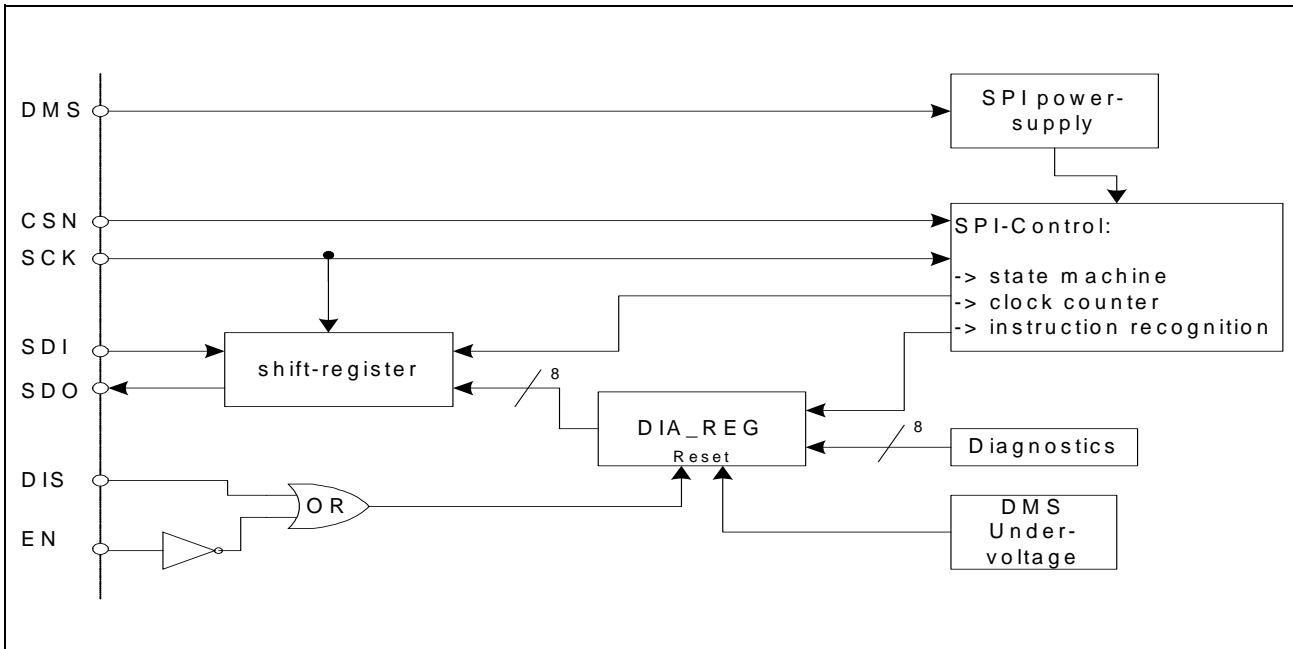 DMS
SPI power-
supply
CSN
SCK
SPI-Control:
-> state machine
-> clock counter
-> instruction recognition
SDI
SDO
shift-register
8
DIA_REG
Reset
8
Diagnostics
DIS
EN
OR
DMS
Under-
voltage